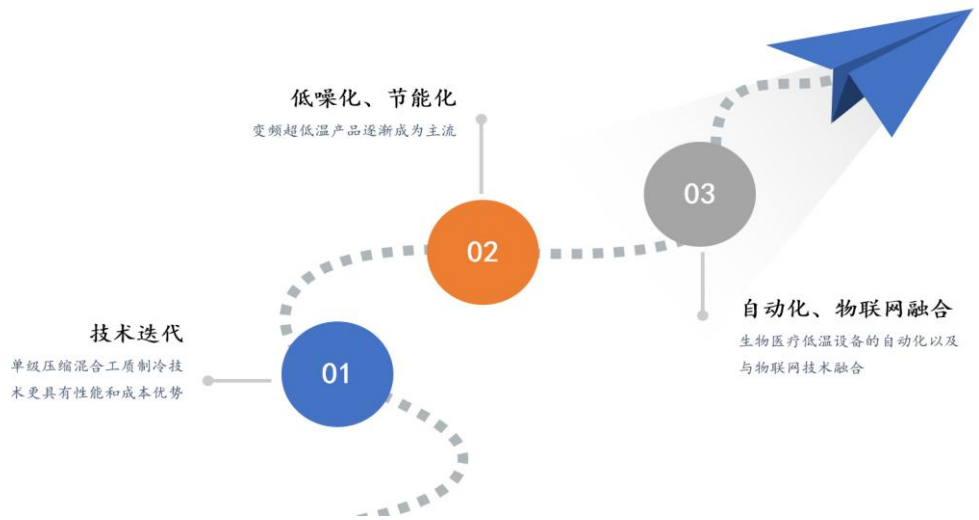 低噪化、节能化
变频超低温产品逐渐成为主流
03
02
自动化、物联网融合
生物医疗低温设备的自动化以及
与物联网技术融合
技术迭代
单级压缩混合工质制冷技
术更具有性能和成本优势
01